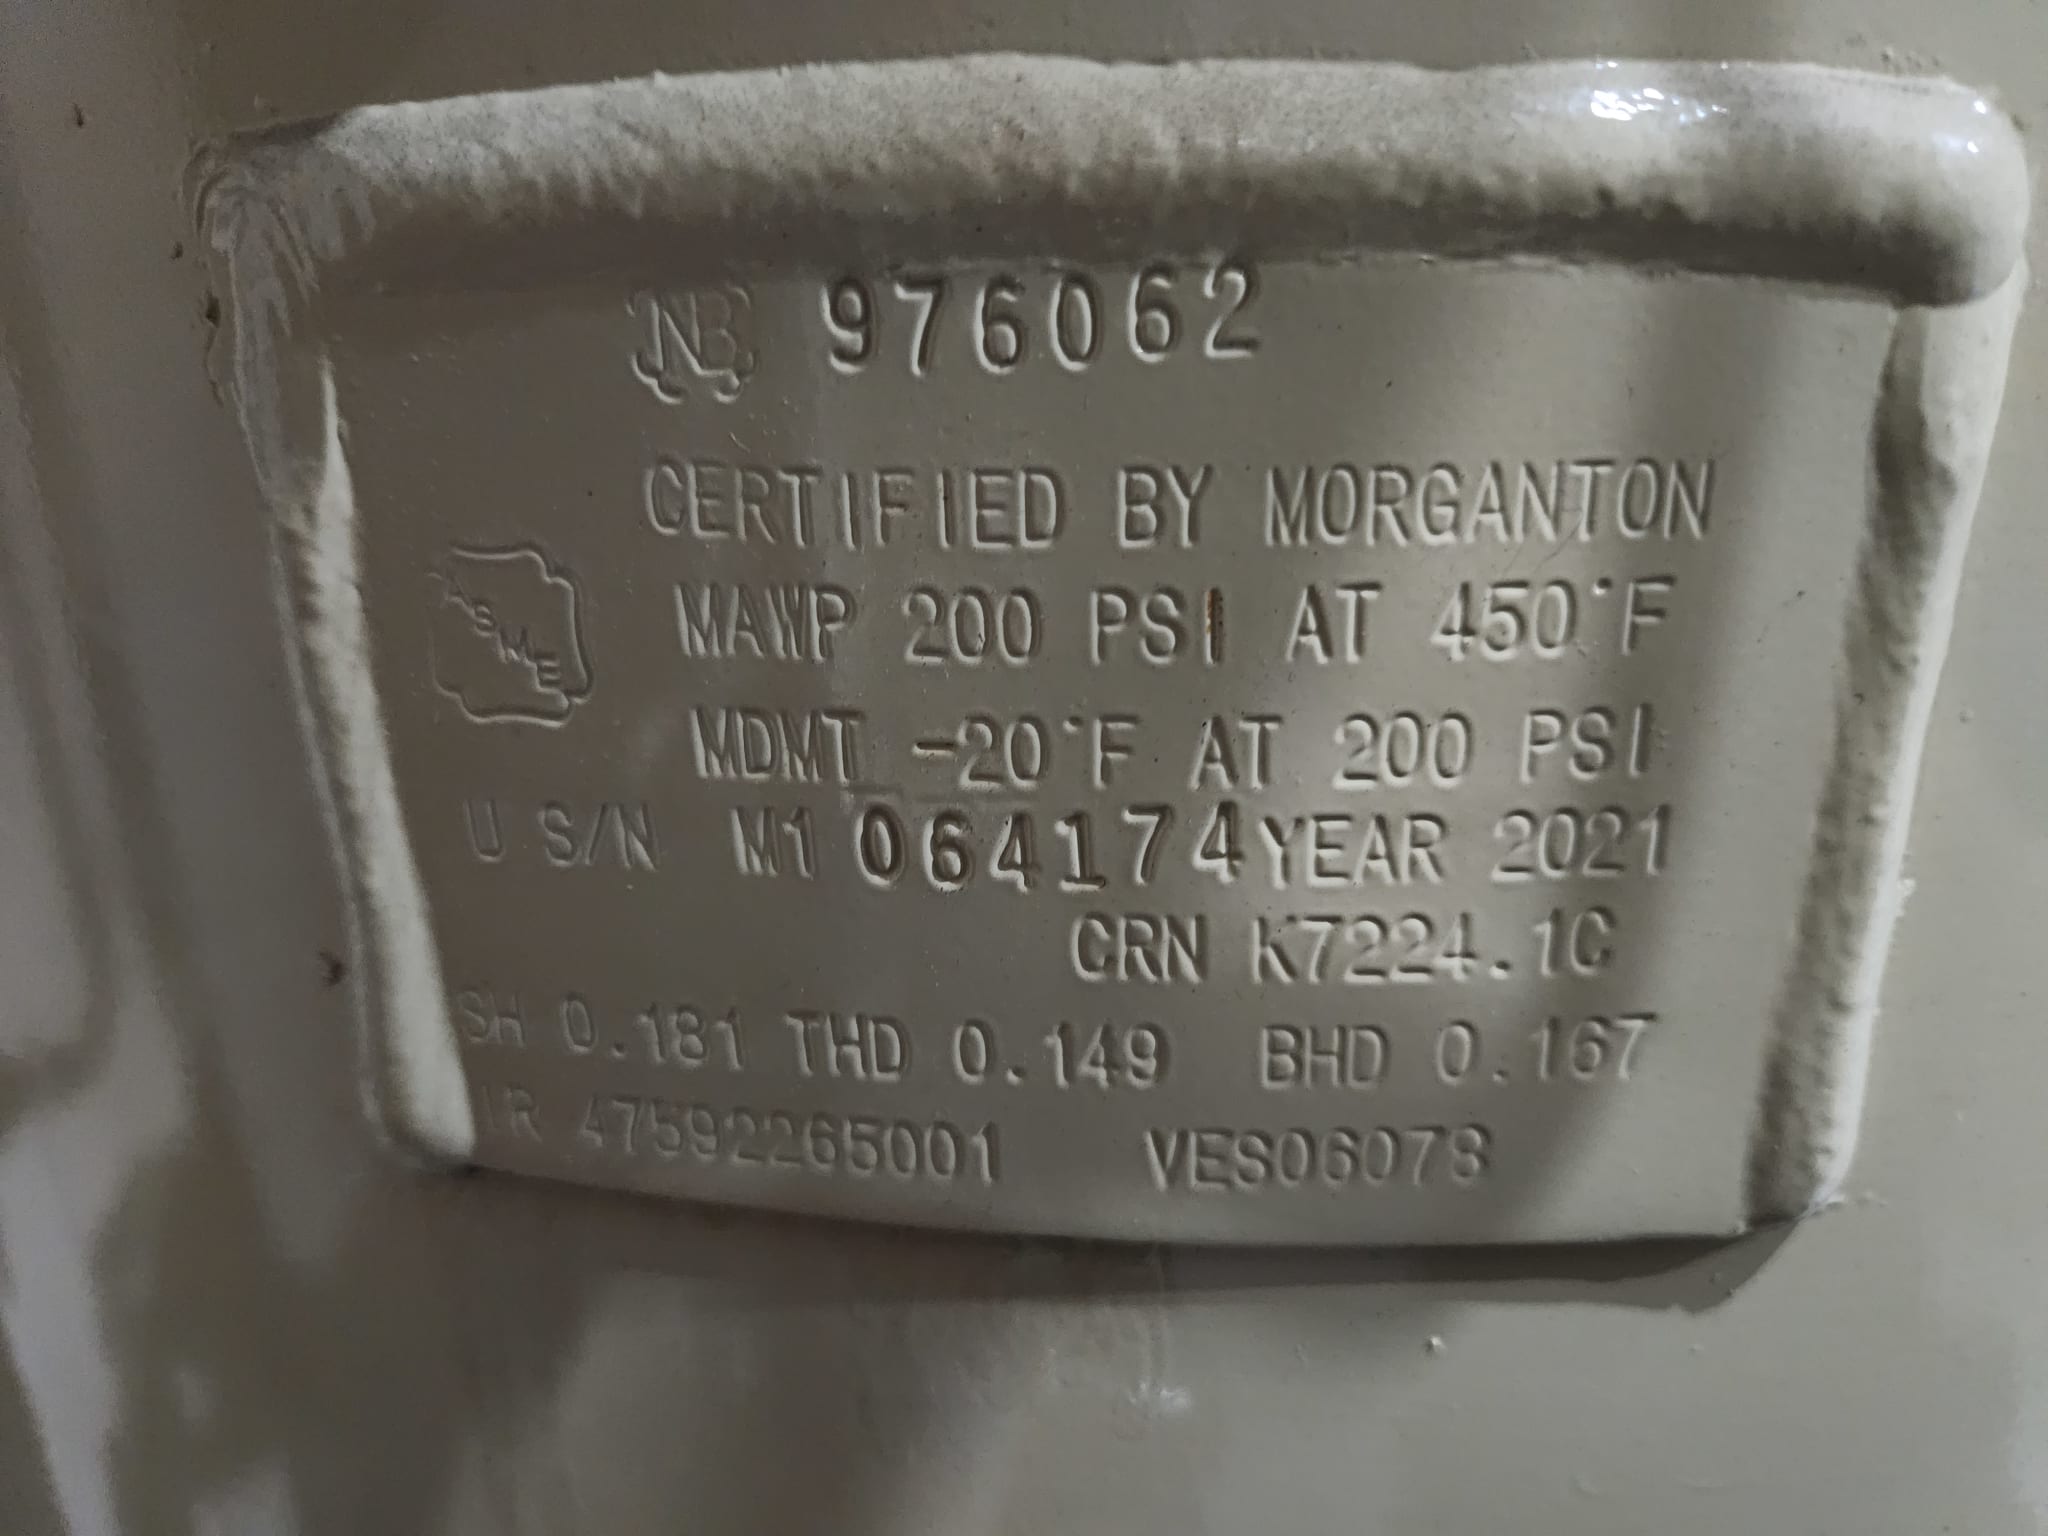 NB 976062
CERTIFIED BY MORGANTON
ASME
MAWP 200 PSI AT 450°F
MDMT -20°F AT 200 PSI
U S/N M1 064174 YEAR 2021
CRN K7224.1C
SH 0.181 THD 0.149 BHD 0.167
IR 47592265001 VES06078